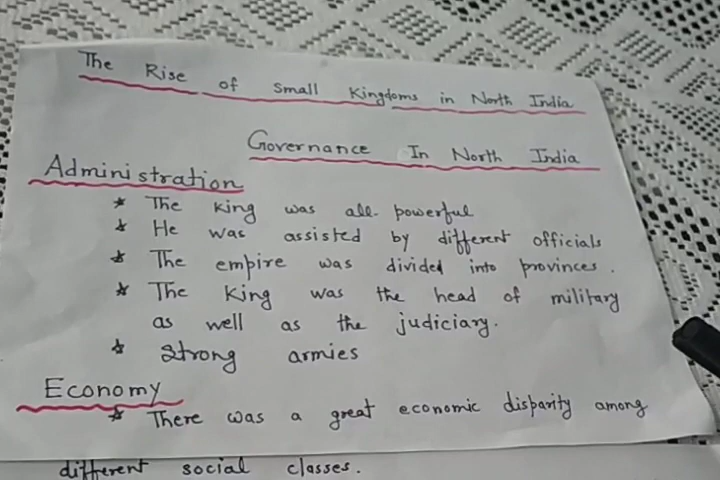 The Rise of Small Kingdoms in North India
Governance In North India
Administration
* The King was all powerful
* He was assisted by different officials
* The empire was divided into provinces.
* The King was the head of military
as well as the judiciary.
* Strong armies
Economy
* There was a great economic disparity among
different social classes.